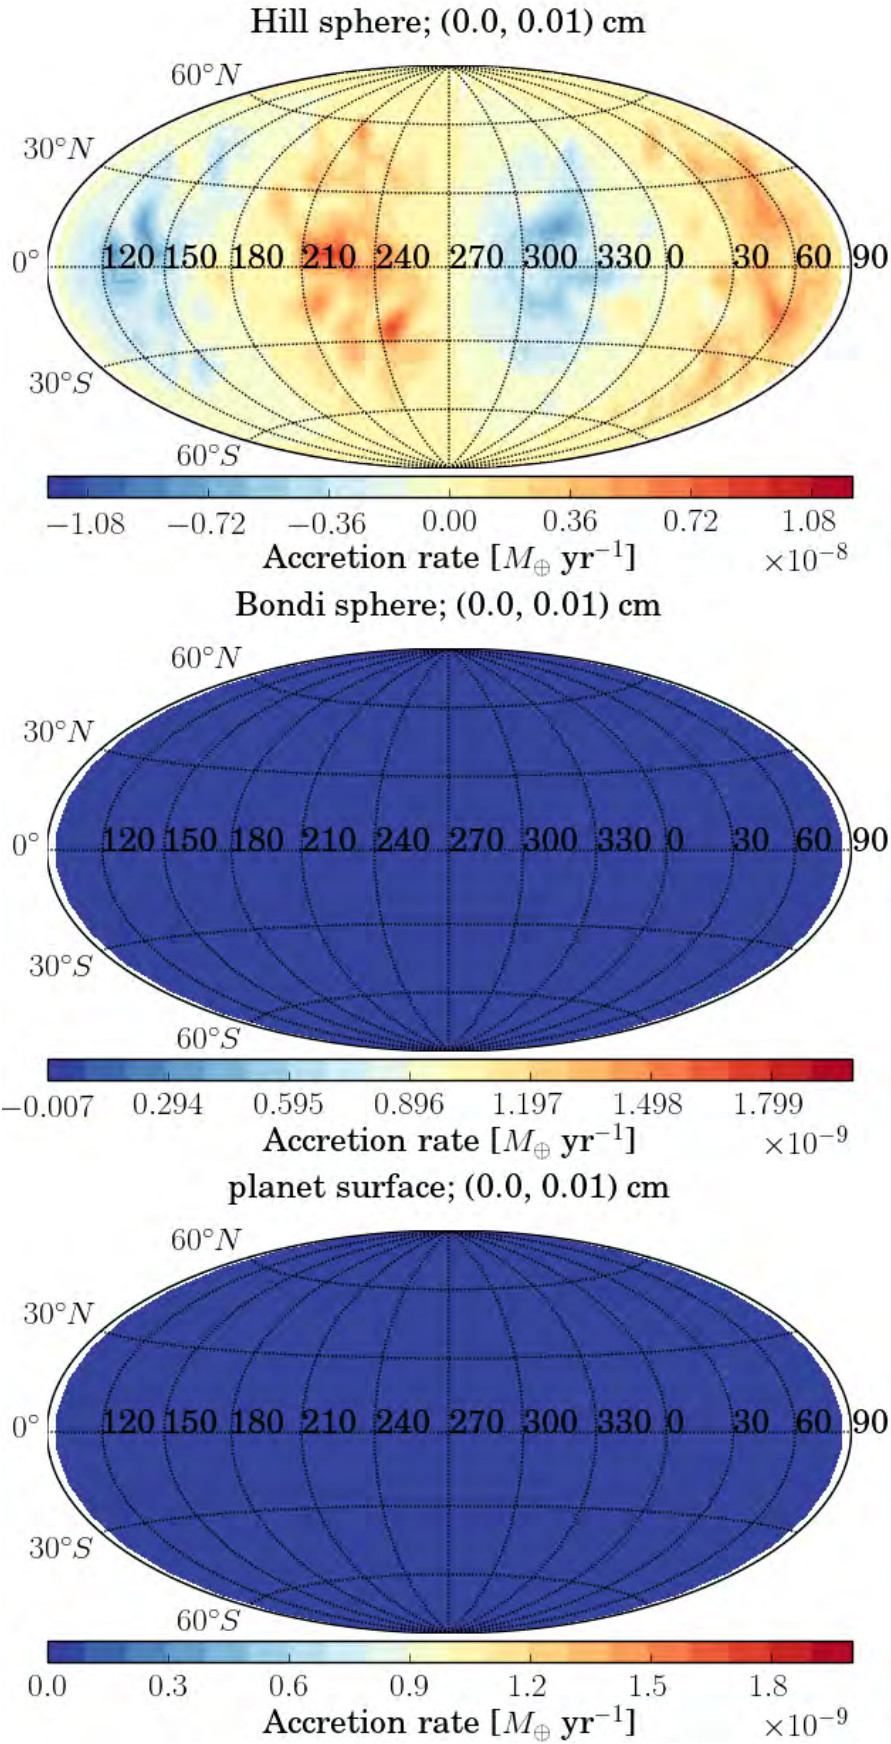 Hill sphere; (0.0, 0.01) cm
60°N
30°N
0° 120 150 180 210 240 270 300 330 0 30 60 90
30°S
60°S
−1.08 −0.72 −0.36 0.00 0.36 0.72 1.08
Accretion rate [M⊕ yr⁻¹] ×10⁻⁸
Bondi sphere; (0.0, 0.01) cm
60°N
30°N
0° 120 150 180 210 240 270 300 330 0 30 60 90
30°S
60°S
−0.007 0.294 0.595 0.896 1.197 1.498 1.799
Accretion rate [M⊕ yr⁻¹] ×10⁻⁹
planet surface; (0.0, 0.01) cm
60°N
30°N
0° 120 150 180 210 240 270 300 330 0 30 60 90
30°S
60°S
0.0 0.3 0.6 0.9 1.2 1.5 1.8
Accretion rate [M⊕ yr⁻¹] ×10⁻⁹